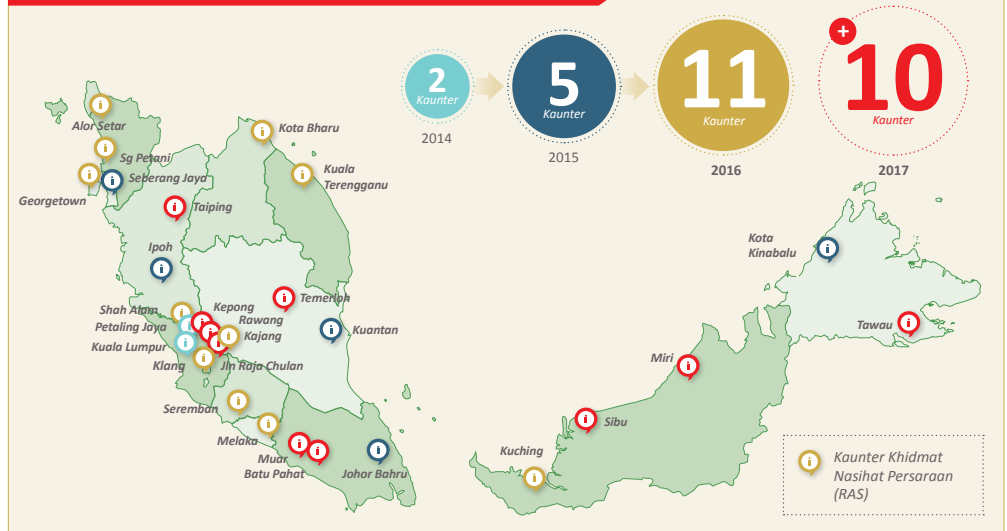 2
Kaunter
2014
5
Kaunter
2015
11
Kaunter
2016
+
10
Kaunter
2017
Alor Setar
Kota Bharu
Sg Petani
Kuala
Terengganu
Seberang Jaya
Georgetown
Taiping
Ipoh
Kota
Kinabalu
Temerloh
Shah Alam
Kepong
Petaling Jaya
Rawang
Kuantan
Tawau
Kuala Lumpur
Kajang
Klang
Jln Raja Chulan
Miri
Seremban
Sibu
Melaka
Muar
Batu Pahat
Johor Bahru
Kuching
Kaunter Khidmat
Nasihat Persaraan
(RAS)